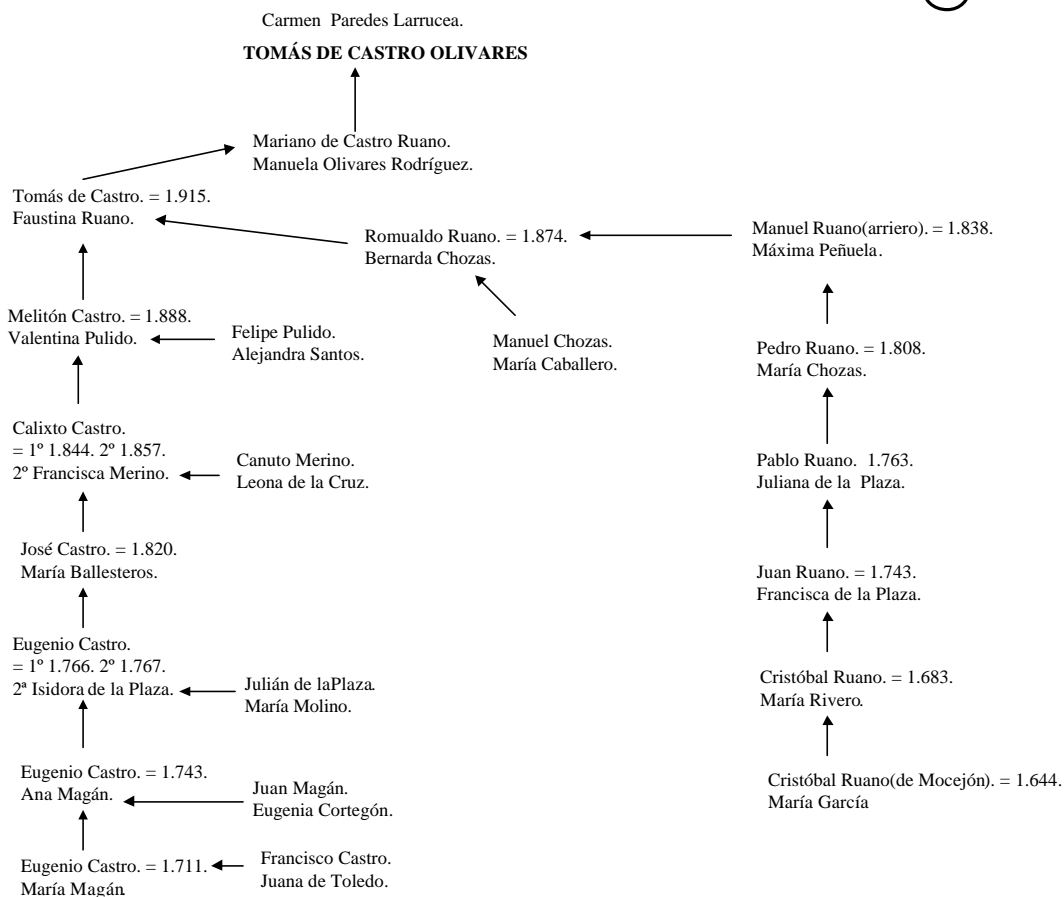 Carmen Paredes Larrucea.
TOMÁS DE CASTRO OLIVARES
Mariano de Castro Ruano.
Manuela Olivares Rodríguez.
Tomás de Castro. = 1.915.
Faustina Ruano.
Romualdo Ruano. = 1.874.
Bernarda Chozas.
Manuel Ruano(arriero). = 1.838.
Máxima Peñuela.
Melitón Castro. = 1.888.
Valentina Pulido.
Felipe Pulido.
Alejandra Santos.
Manuel Chozas.
María Caballero.
Pedro Ruano. = 1.808.
María Chozas.
Calixto Castro.
= 1º 1.844. 2º 1.857.
2º Francisca Merino.
Canuto Merino.
Leona de la Cruz.
Pablo Ruano. 1.763.
Juliana de la Plaza.
José Castro. = 1.820.
María Ballesteros.
Juan Ruano. = 1.743.
Francisca de la Plaza.
Eugenio Castro.
= 1º 1.766. 2º 1.767.
2ª Isidora de la Plaza.
Julián de laPlaza.
María Molino.
Cristóbal Ruano. = 1.683.
María Rivero.
Eugenio Castro. = 1.743.
Ana Magán.
Juan Magán.
Eugenia Cortegón.
Cristóbal Ruano(de Mocejón). = 1.644.
María García
Eugenio Castro. = 1.711.
María Magán.
Francisco Castro.
Juana de Toledo.